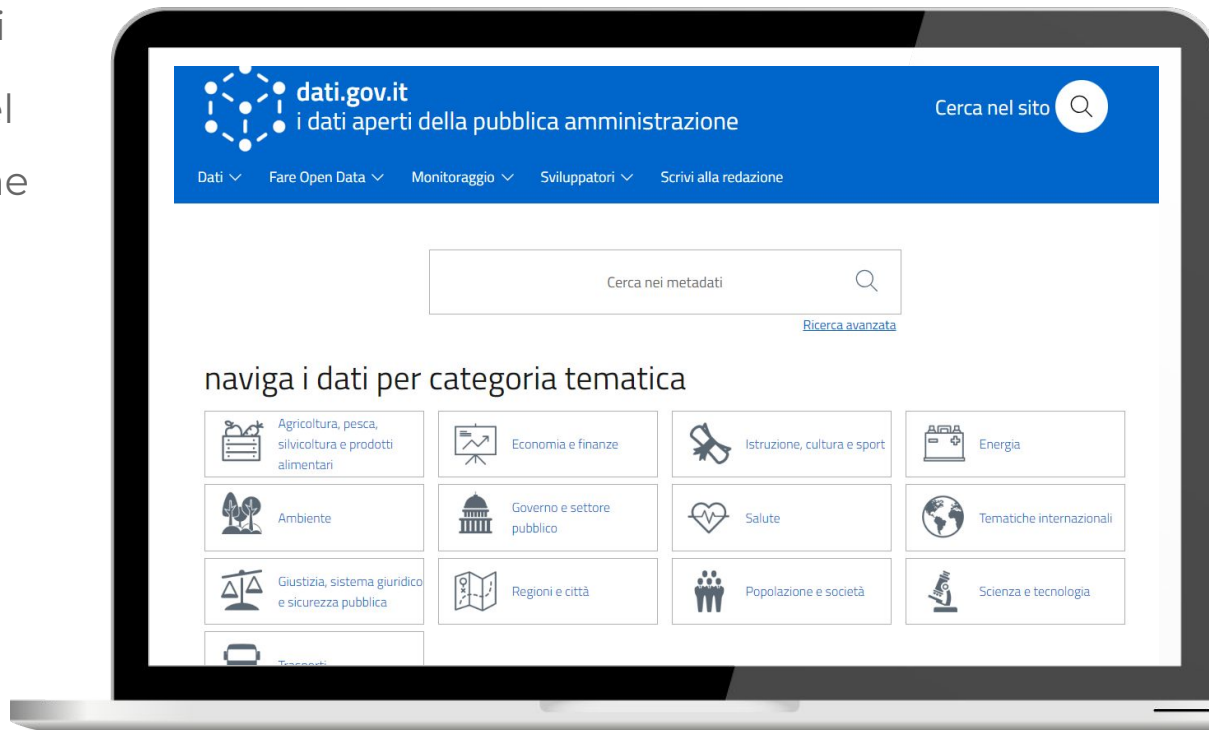 i
el
ne
dati.gov.it
i dati aperti della pubblica amministrazione
Cerca nel sito
Dati
Fare Open Data
Monitoraggio
Sviluppatori
Scrivi alla redazione
Cerca nei metadati
Ricerca avanzata
naviga i dati per categoria tematica
Agricoltura, pesca,
silvicoltura e prodotti
alimentari
Economia e finanze
Istruzione, cultura e sport
Energia
Ambiente
Governo e settore
pubblico
Salute
Tematiche internazionali
Giustizia, sistema giuridico
e sicurezza pubblica
Regioni e città
Popolazione e società
Scienza e tecnologia
Trasporti